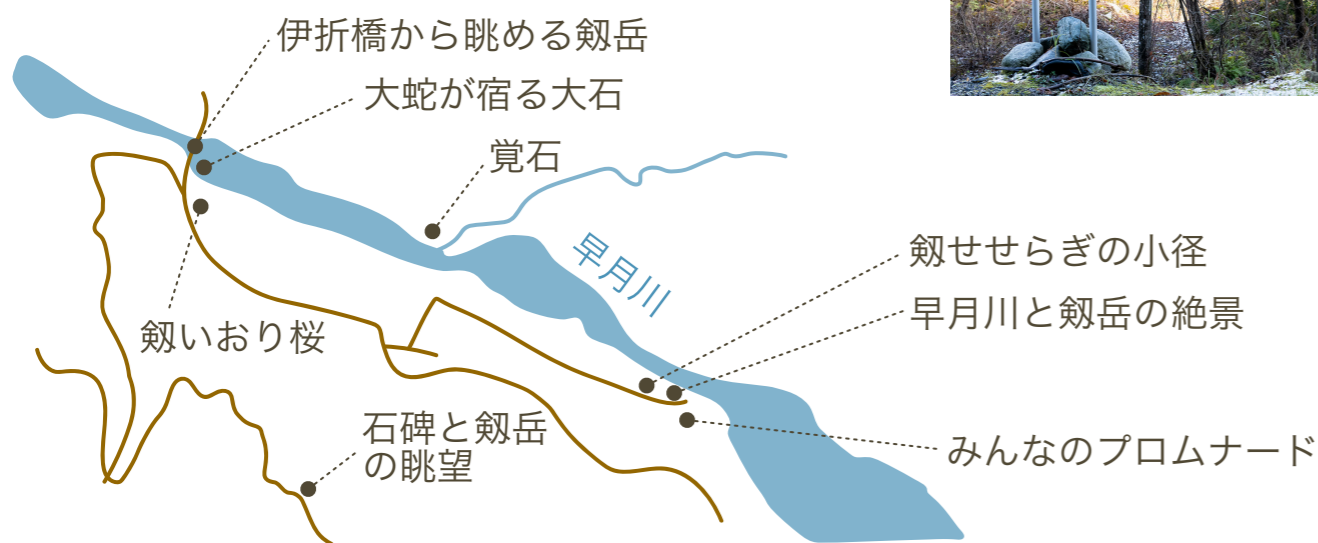 伊折橋から眺める剱岳
大蛇が宿る大石
覚石
早月川
剱せせらぎの小径
早月川と剱岳の絶景
剱いおり桜
石碑と剱岳
の眺望
みんなのプロムナード